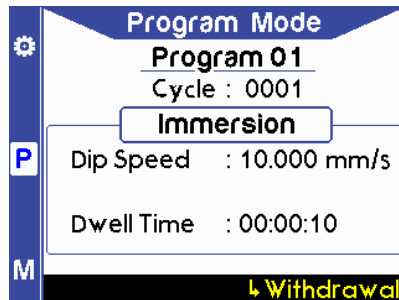 Program Mode
Program 01
Cycle : 0001
Immersion
P
Dip Speed : 10.000 mm/s
Dwell Time : 00:00:10
M
↳ Withdrawal